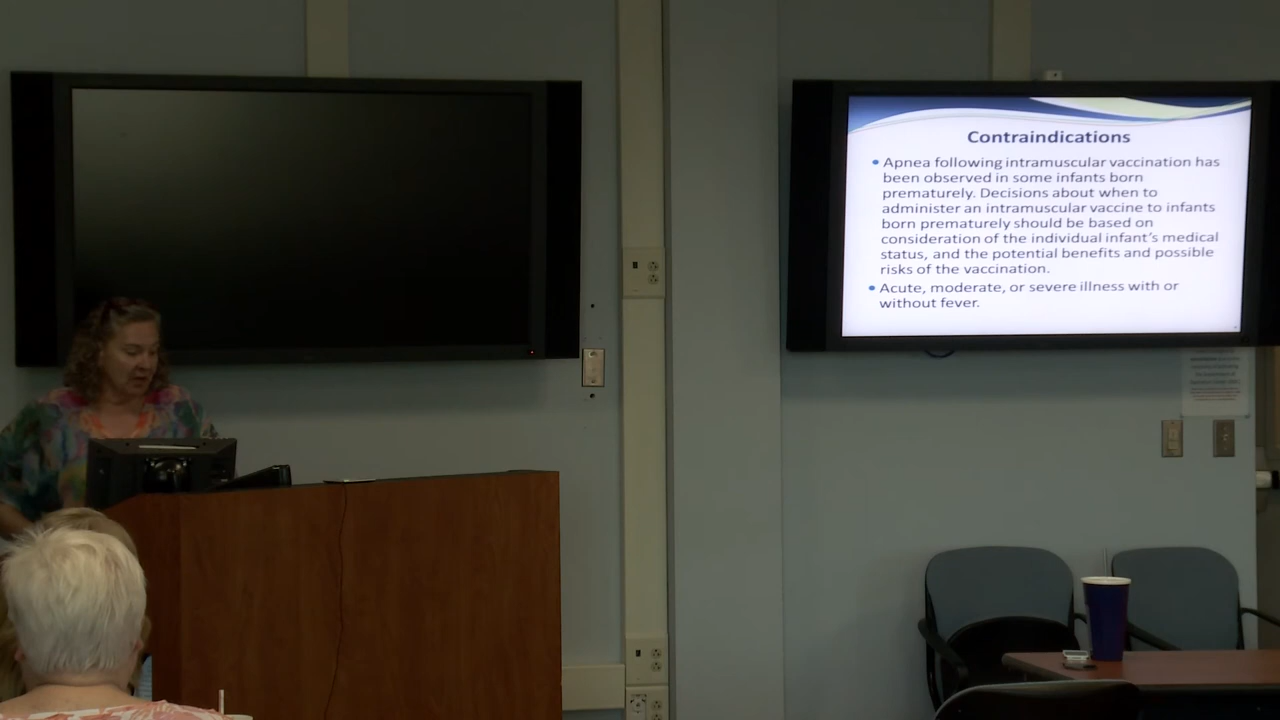 Contraindications
• Apnea following intramuscular vaccination has
been observed in some infants born
prematurely. Decisions about when to
administer an intramuscular vaccine to infants
born prematurely should be based on
consideration of the individual infant's medical
status, and the potential benefits and possible
risks of the vaccination.
• Acute, moderate, or severe illness with or
without fever.